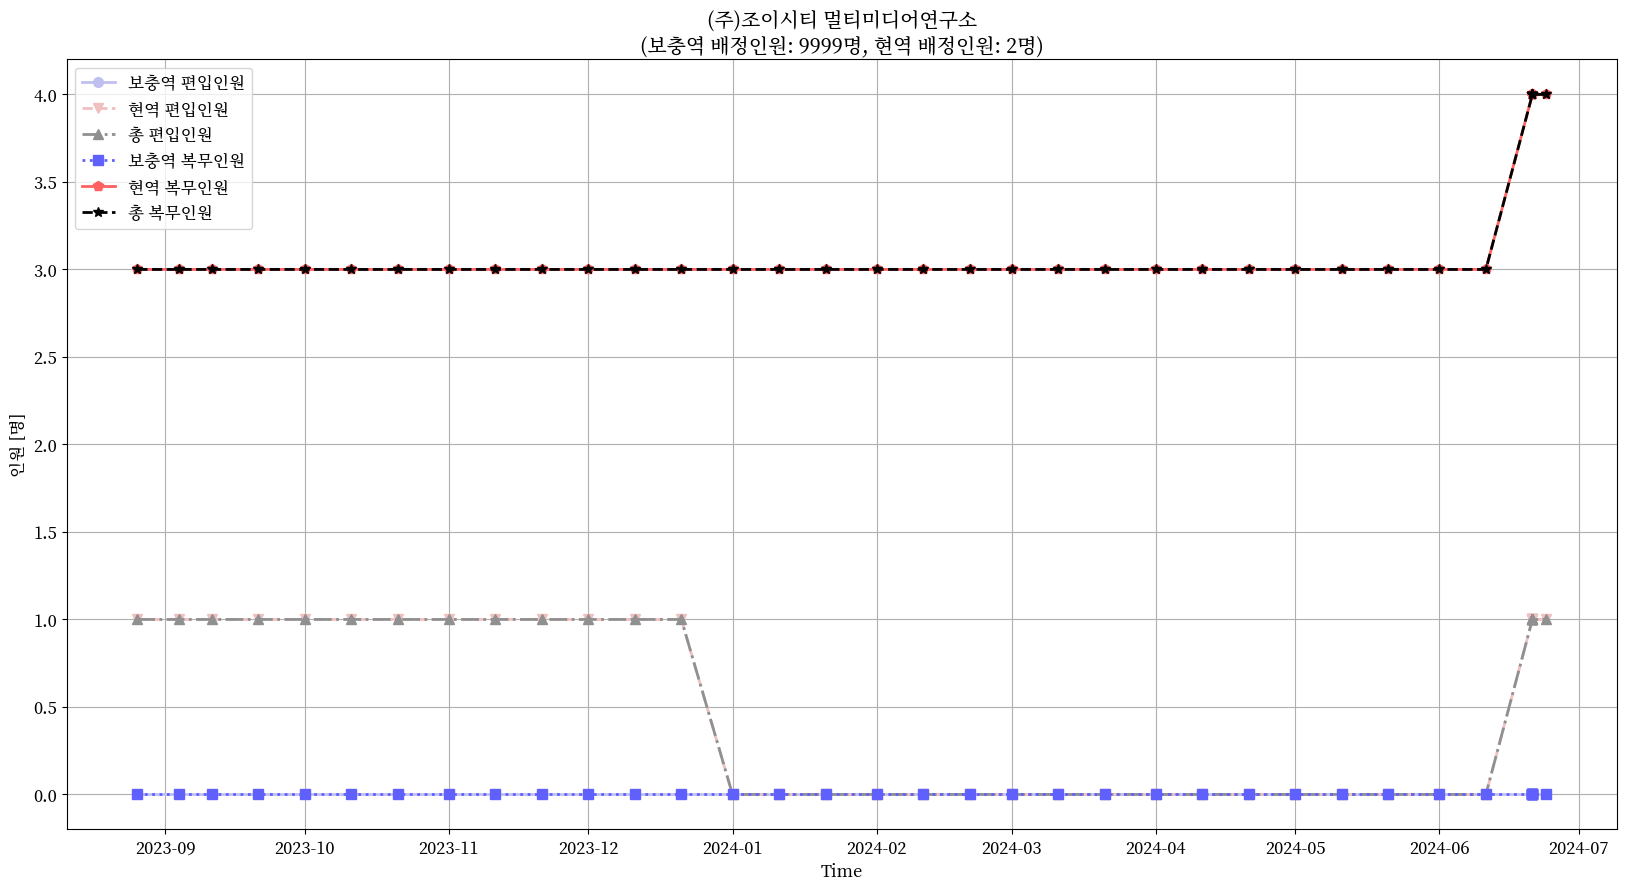 (주)조이시티 멀티미디어연구소
(보충역 배정인원: 9999명, 현역 배정인원: 2명)
보충역 편입인원
현역 편입인원
총 편입인원
보충역 복무인원
현역 복무인원
총 복무인원
4.0
3.5
3.0
2.5
2.0
1.5
1.0
0.5
0.0
인원 [명]
2023-09 2023-10 2023-11 2023-12 2024-01 2024-02 2024-03 2024-04 2024-05 2024-06 2024-07
Time